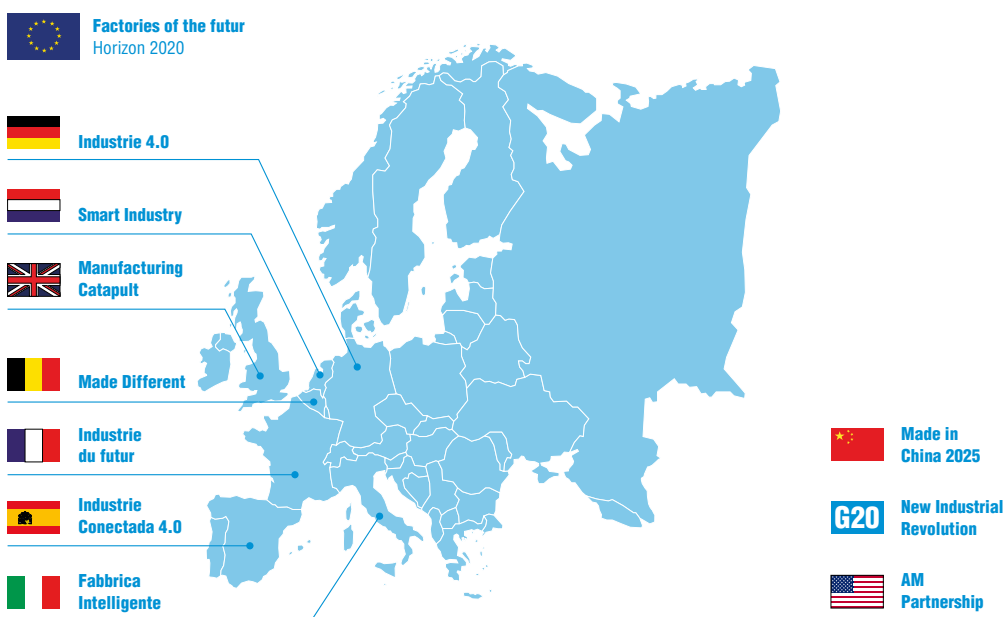 Factories of the futur
Horizon 2020
Industrie 4.0
Smart Industry
Manufacturing
Catapult
Made Different
Industrie
du futur
Industrie
Conectada 4.0
Fabbrica
Intelligente
Made in
China 2025
G20
New Industrial
Revolution
AM
Partnership